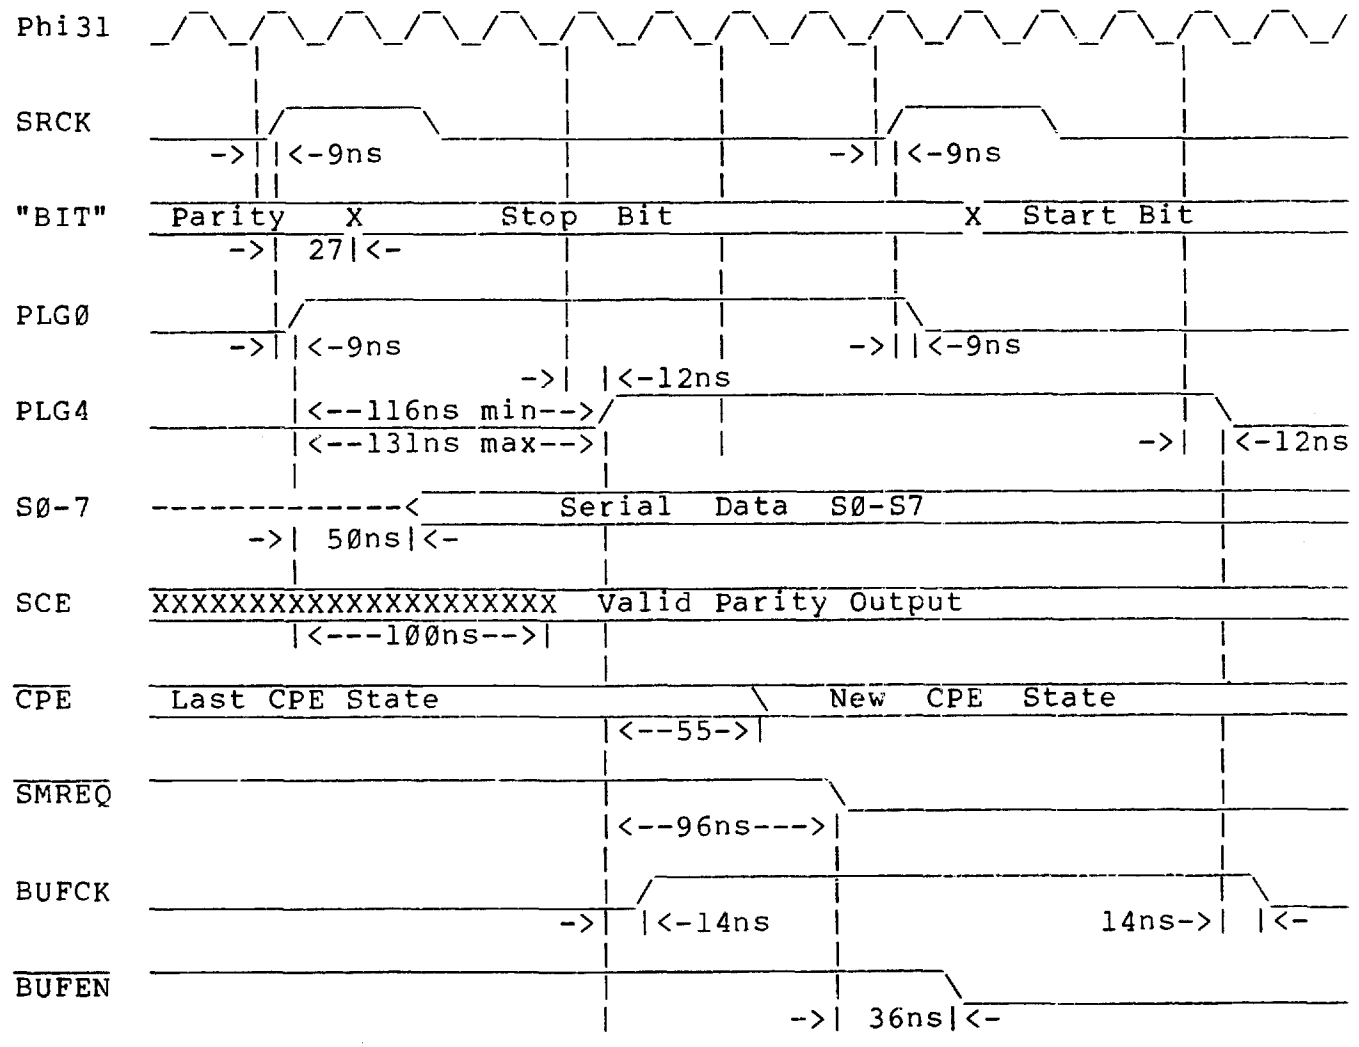 Phi31
SRCK
->| |<-9ns ->| |<-9ns
"BIT" Parity X Stop Bit X Start Bit
->| 27|<-
PLGØ
->| |<-9ns ->| |<-9ns
->| |<-12ns
PLG4 |<--116ns min-->
|<--131ns max-->| ->| |<-12ns
SØ-7 -------------< Serial Data SØ-S7
->| 5Øns|<-
SCE XXXXXXXXXXXXXXXXXXXXX Valid Parity Output
|<---1ØØns-->|
CPE Last CPE State New CPE State
|<--55->|
SMREQ
|<--96ns--->|
BUFCK
->| |<-14ns 14ns->| |<-
BUFEN
->| 36ns|<-